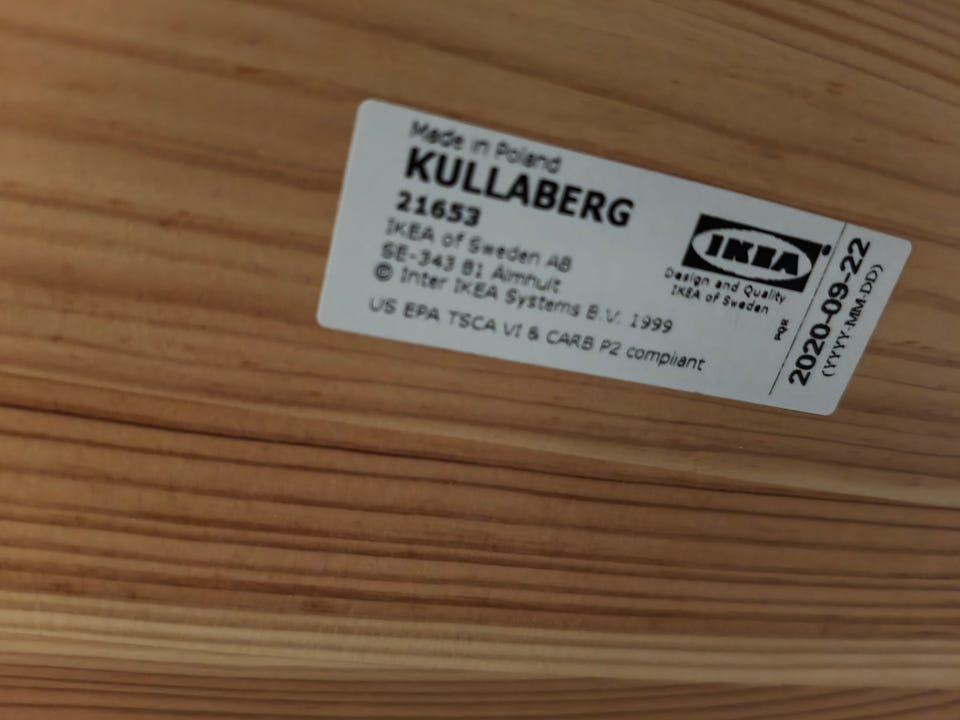 Made in Poland
KULLABERG
21653
IKEA of Sweden AB
SE-343 81 Älmhult
© Inter IKEA Systems B.V. 1999
US EPA TSCA VI & CARB P2 compliant
IKEA
Design and Quality
IKEA of Sweden
PQR
2020-09-22
(YYYY-MM-DD)